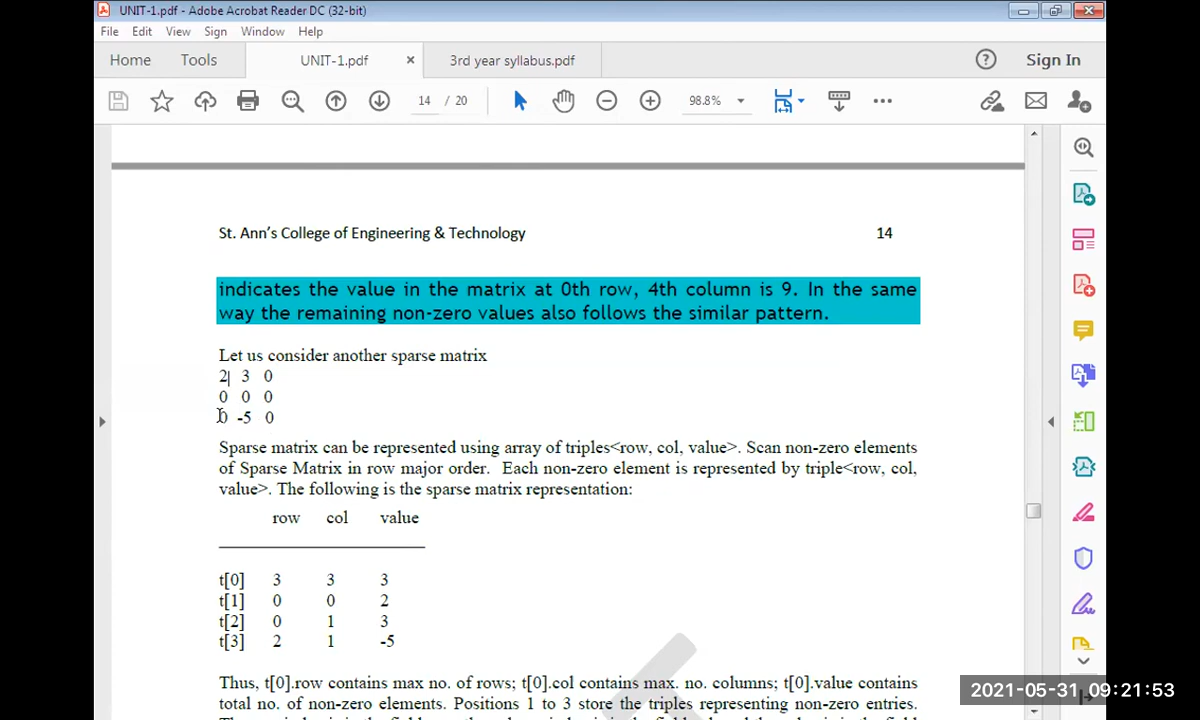 UNIT-1.pdf - Adobe Acrobat Reader DC (32-bit)
File Edit View Sign Window Help
Home Tools UNIT-1.pdf × 3rd year syllabus.pdf Sign In
14 / 20 98.8%
St. Ann's College of Engineering & Technology 14
indicates the value in the matrix at 0th row, 4th column is 9. In the same
way the remaining non-zero values also follows the similar pattern.
Let us consider another sparse matrix
2 3 0
0 0 0
0 -5 0
Sparse matrix can be represented using array of triples<row, col, value>. Scan non-zero elements
of Sparse Matrix in row major order. Each non-zero element is represented by triple<row, col,
value>. The following is the sparse matrix representation:
row col value
t[0] 3 3 3
t[1] 0 0 2
t[2] 0 1 3
t[3] 2 1 -5
Thus, t[0].row contains max no. of rows; t[0].col contains max. no. columns; t[0].value contains
total no. of non-zero elements. Positions 1 to 3 store the triples representing non-zero entries.
2021-05-31 09:21:53